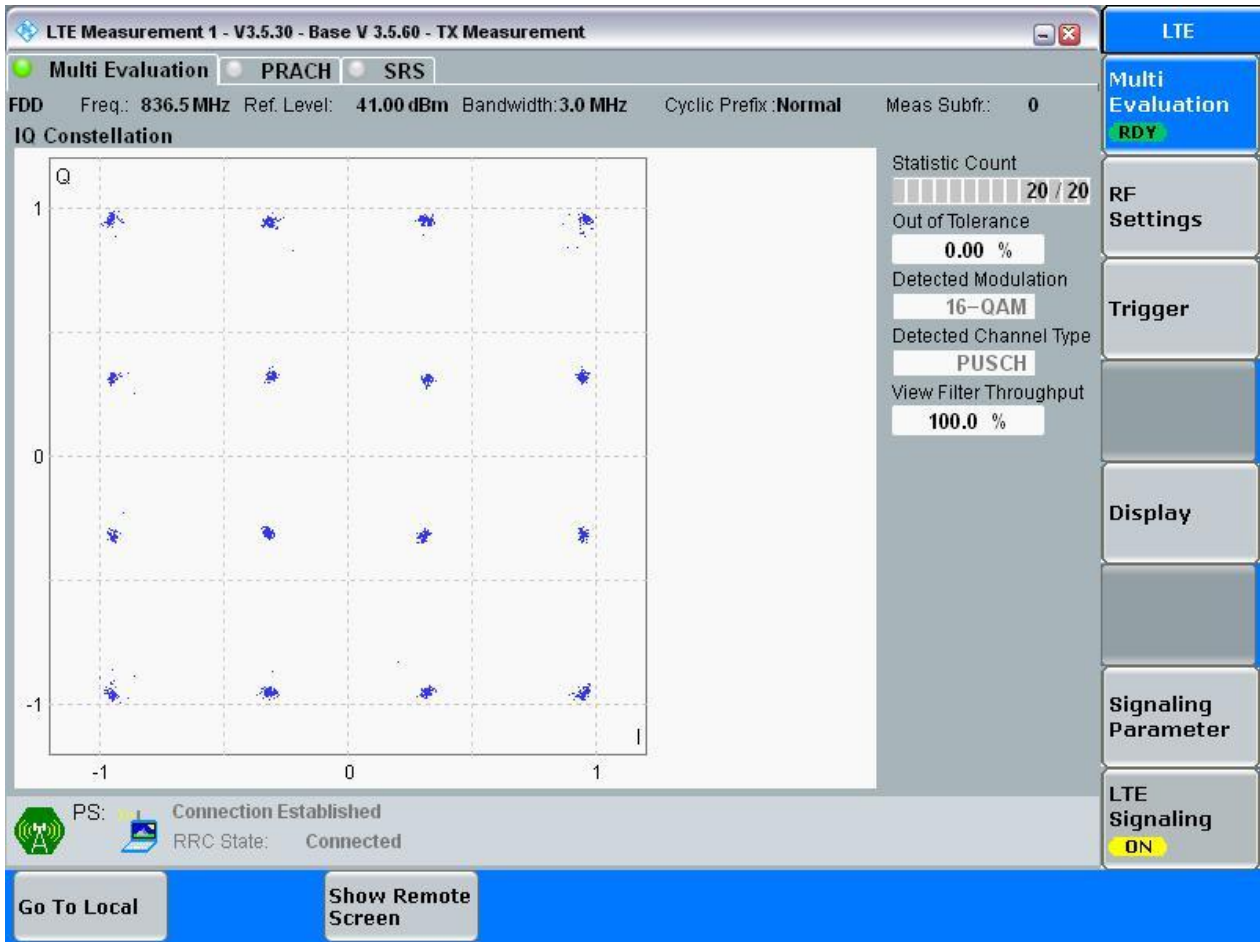 LTE Measurement 1 - V3.5.30 - Base V 3.5.60 - TX Measurement
LTE
Multi Evaluation PRACH SRS
Multi
Evaluation
RDY
FDD Freq.: 836.5 MHz Ref. Level: 41.00 dBm Bandwidth: 3.0 MHz Cyclic Prefix : Normal Meas Subfr.: 0
IQ Constellation
Q
1
0
-1
-1 0 1
I
Statistic Count
20 / 20
Out of Tolerance
0.00 %
Detected Modulation
16-QAM
Detected Channel Type
PUSCH
View Filter Throughput
100.0 %
RF
Settings
Trigger
Display
Signaling
Parameter
LTE
Signaling
ON
PS: Connection Established
RRC State: Connected
Go To Local
Show Remote
Screen